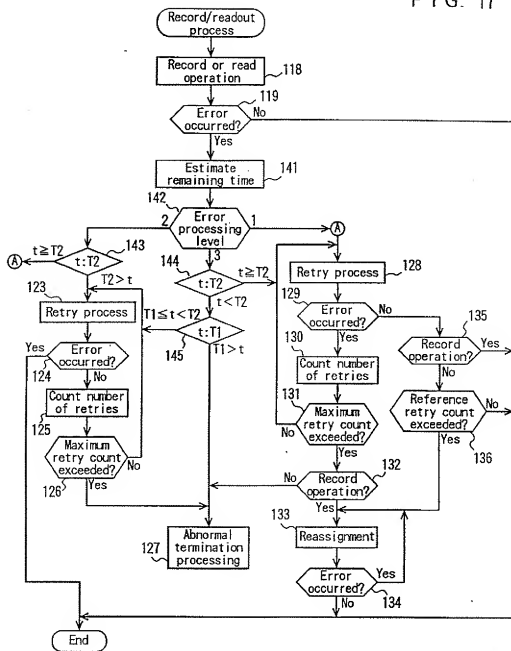 FIG. 17
Record/readout
process
Record or read
operation
118
119
Error
occurred?
No
Yes
Estimate
remaining time
141
142
Error
processing
level
2
1
3
A
A
t≧T2
143
t:T2
T2>t
144
t:T2
t≧T2
t<T2
T1≦t<T2
t:T1
145
T1>t
123
Retry process
Yes
Error
occurred?
124
No
Count number
of retries
125
Maximum
retry count
exceeded?
126
No
Yes
Abnormal
termination
processing
127
Retry process
128
129
Error
occurred?
No
Yes
130
Count number
of retries
131
Maximum
retry count
exceeded?
No
Yes
135
Record
operation?
Yes
No
Reference
retry count
exceeded?
No
136
Yes
No
Record
operation?
132
Yes
133
Reassignment
Error
occurred?
Yes
134
No
End